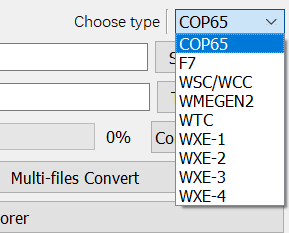 Choose type COP65
COP65
F7
WSC/WCC
WMEGEN2
WTC
WXE-1
WXE-2
WXE-3
WXE-4
0%
Multi-files Convert